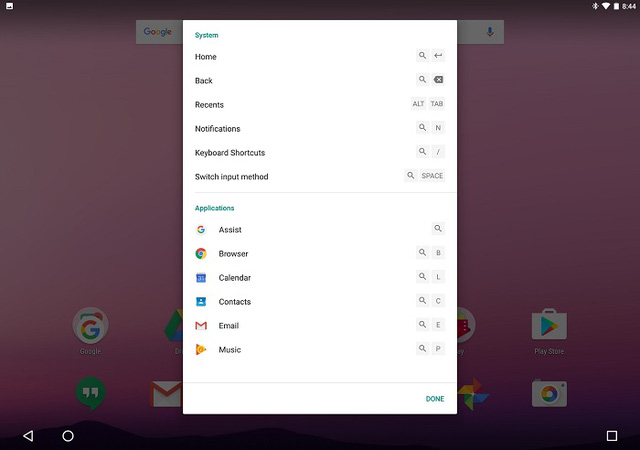 8:44
Google
System
Home
Back
Recents ALT TAB
Notifications N
Keyboard Shortcuts /
Switch input method SPACE
Applications
Assist
Browser B
Calendar L
Contacts C
Email E
Music P
Google
Play Store
DONE